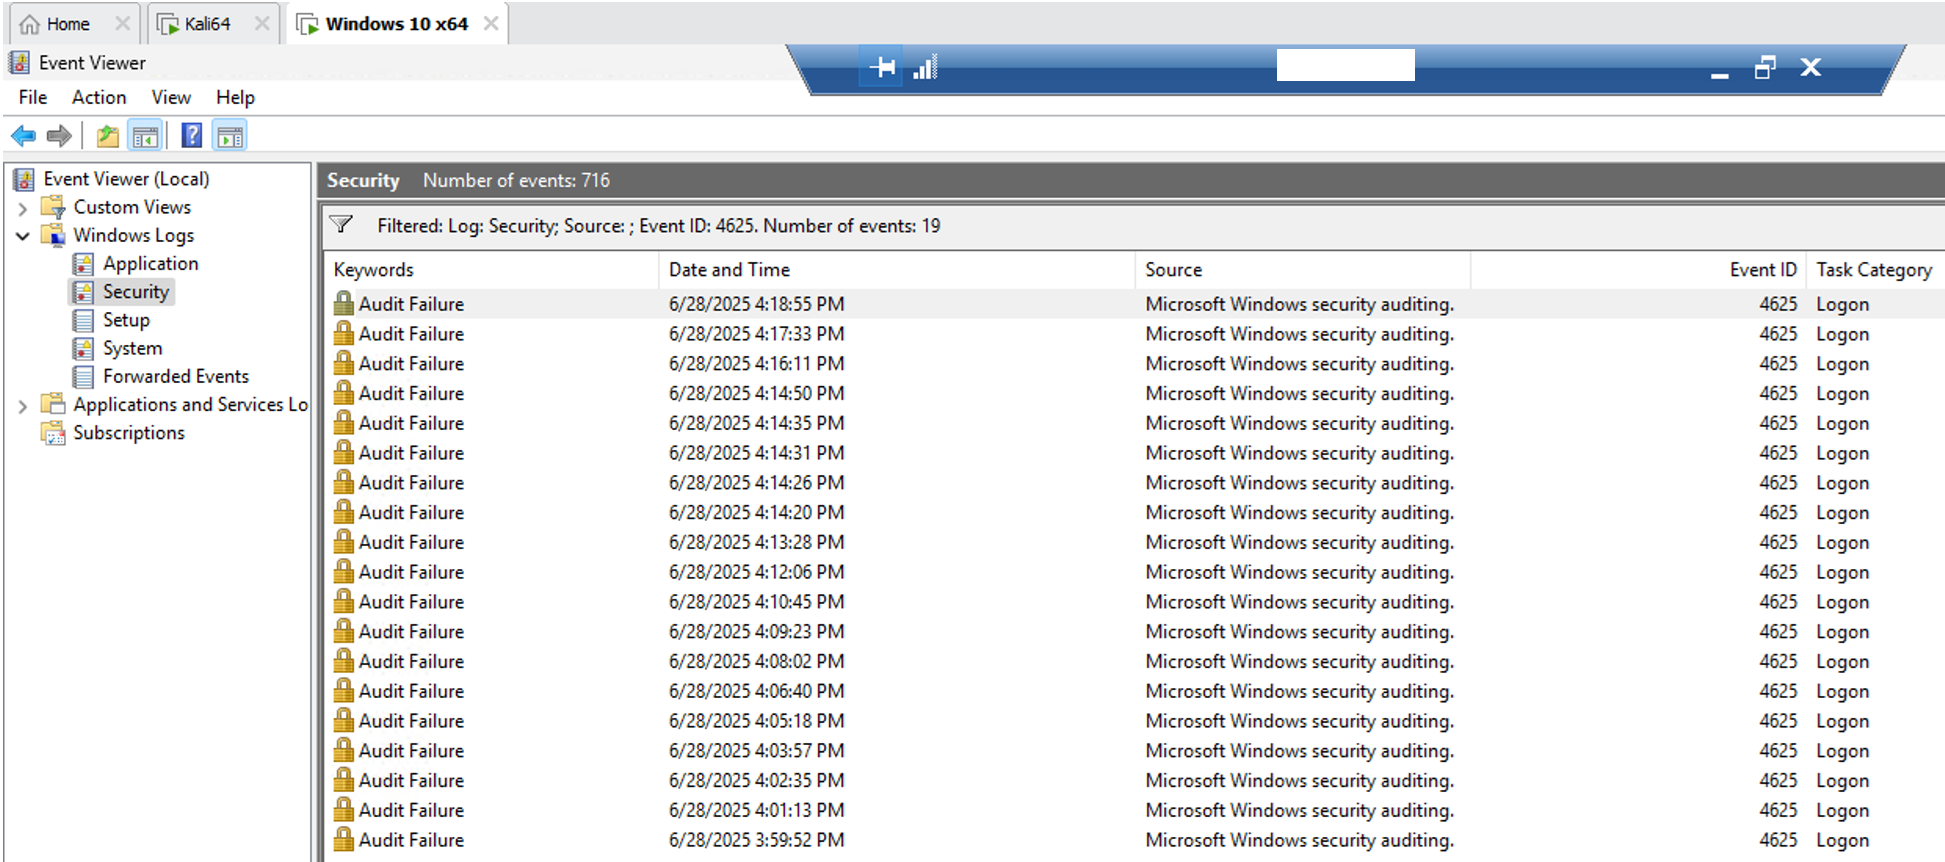 Home Kali64 Windows 10 x64
Event Viewer
File Action View Help
Event Viewer (Local)
Custom Views
Windows Logs
Application
Security
Setup
System
Forwarded Events
Applications and Services Lo
Subscriptions
Security Number of events: 716
Filtered: Log: Security; Source: ; Event ID: 4625. Number of events: 19
Keywords Date and Time Source Event ID Task Category
Audit Failure 6/28/2025 4:18:55 PM Microsoft Windows security auditing. 4625 Logon
Audit Failure 6/28/2025 4:17:33 PM Microsoft Windows security auditing. 4625 Logon
Audit Failure 6/28/2025 4:16:11 PM Microsoft Windows security auditing. 4625 Logon
Audit Failure 6/28/2025 4:14:50 PM Microsoft Windows security auditing. 4625 Logon
Audit Failure 6/28/2025 4:14:35 PM Microsoft Windows security auditing. 4625 Logon
Audit Failure 6/28/2025 4:14:31 PM Microsoft Windows security auditing. 4625 Logon
Audit Failure 6/28/2025 4:14:26 PM Microsoft Windows security auditing. 4625 Logon
Audit Failure 6/28/2025 4:14:20 PM Microsoft Windows security auditing. 4625 Logon
Audit Failure 6/28/2025 4:13:28 PM Microsoft Windows security auditing. 4625 Logon
Audit Failure 6/28/2025 4:12:06 PM Microsoft Windows security auditing. 4625 Logon
Audit Failure 6/28/2025 4:10:45 PM Microsoft Windows security auditing. 4625 Logon
Audit Failure 6/28/2025 4:09:23 PM Microsoft Windows security auditing. 4625 Logon
Audit Failure 6/28/2025 4:08:02 PM Microsoft Windows security auditing. 4625 Logon
Audit Failure 6/28/2025 4:06:40 PM Microsoft Windows security auditing. 4625 Logon
Audit Failure 6/28/2025 4:05:18 PM Microsoft Windows security auditing. 4625 Logon
Audit Failure 6/28/2025 4:03:57 PM Microsoft Windows security auditing. 4625 Logon
Audit Failure 6/28/2025 4:02:35 PM Microsoft Windows security auditing. 4625 Logon
Audit Failure 6/28/2025 4:01:13 PM Microsoft Windows security auditing. 4625 Logon
Audit Failure 6/28/2025 3:59:52 PM Microsoft Windows security auditing. 4625 Logon